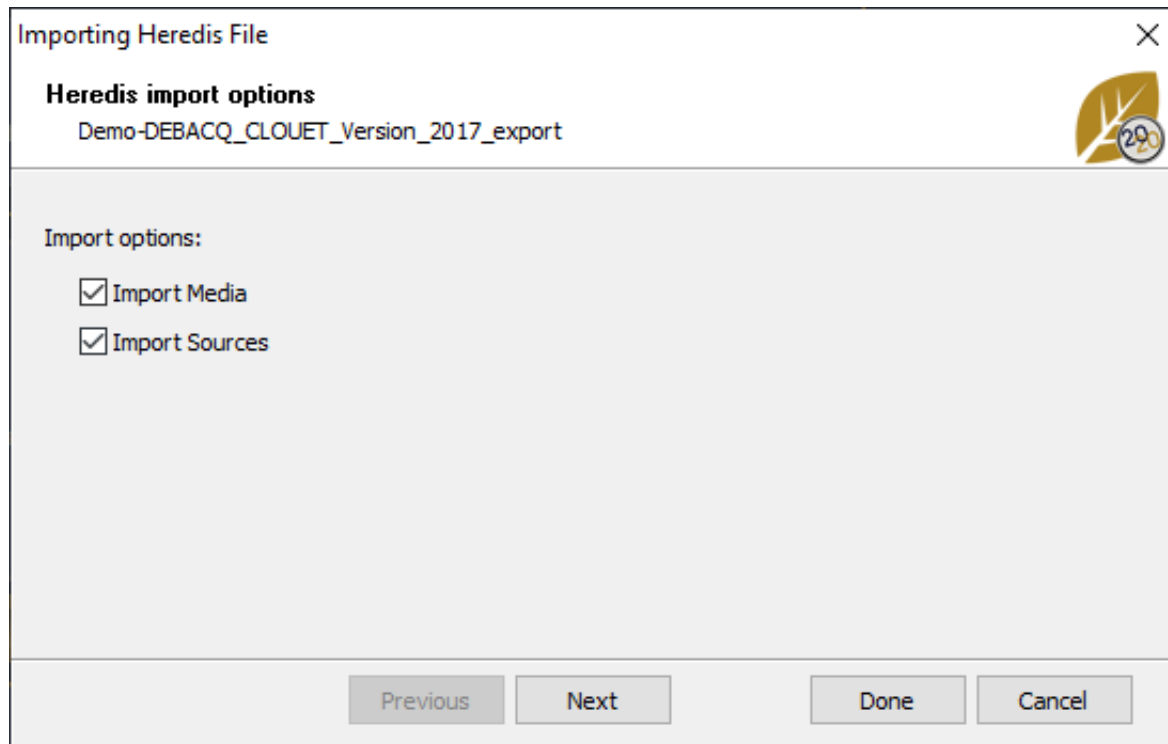 Importing Heredis File
Heredis import options
Demo-DEBACQ_CLOUET_Version_2017_export
2020
Import options:
Import Media
Import Sources
Previous Next Done Cancel